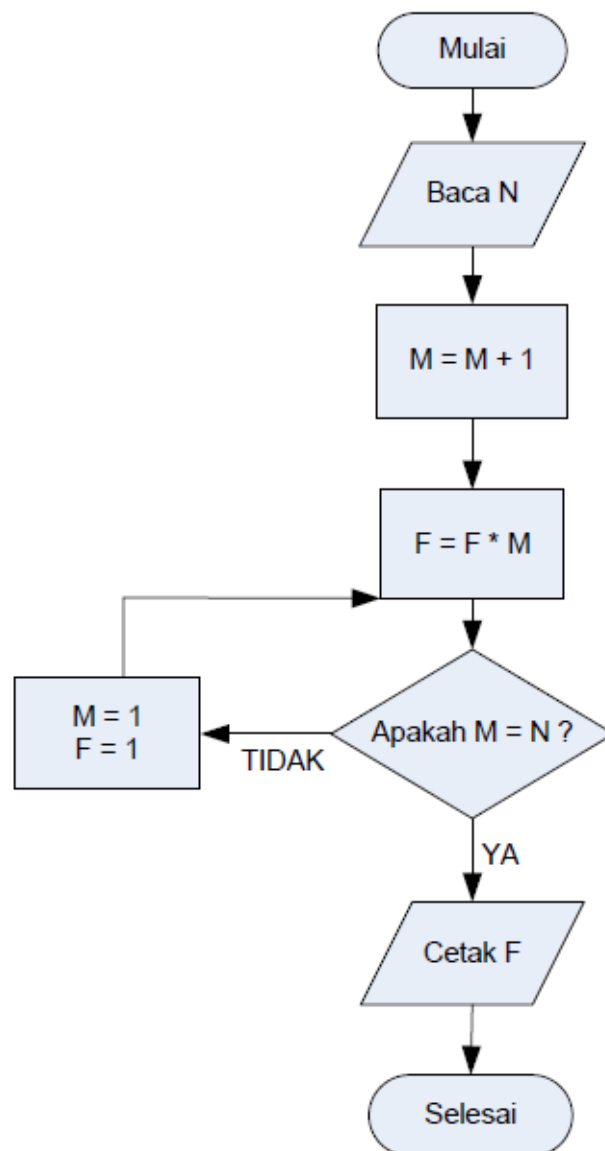 Mulai
Baca N
M = M + 1
F = F * M
Apakah M = N ?
TIDAK
M = 1
F = 1
YA
Cetak F
Selesai